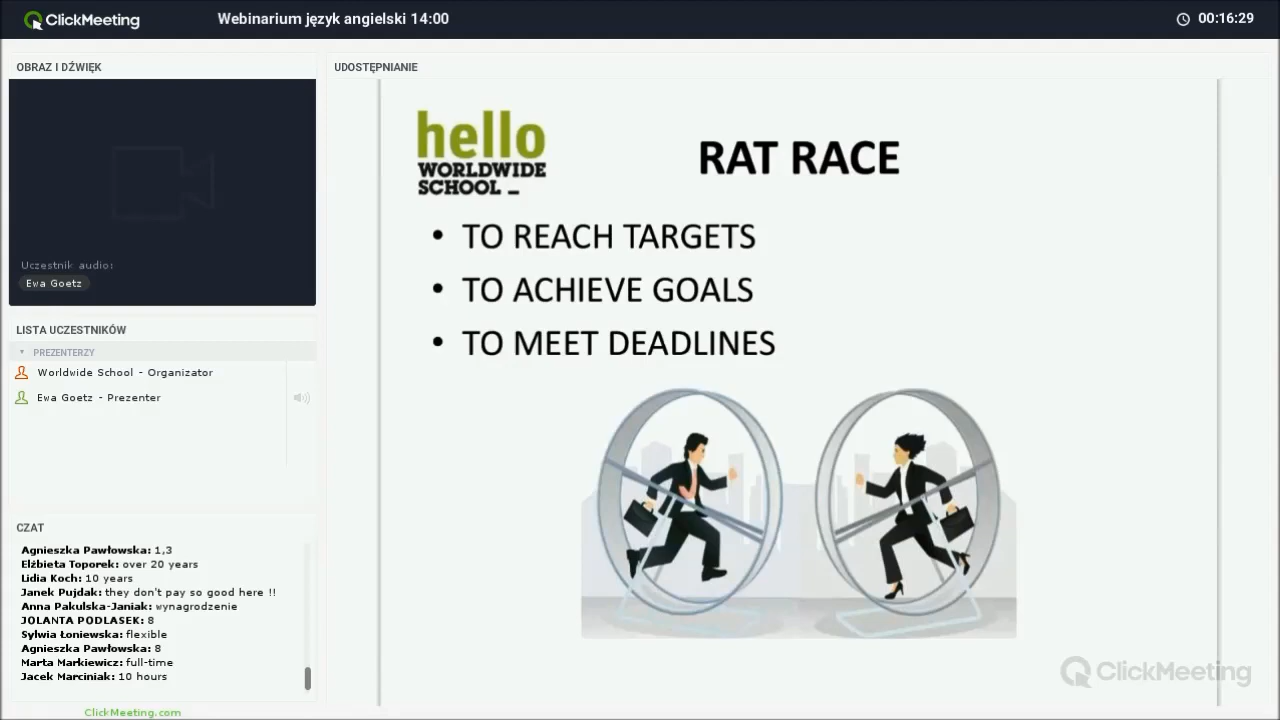 ClickMeeting
Webinarium język angielski 14:00
00:16:29
OBRAZ I DŹWIĘK
Uczestnik audio:
Ewa Goetz
LISTA UCZESTNIKÓW
PREZENTERZY
Worldwide School - Organizator
Ewa Goetz - Prezenter
CZAT
Agnieszka Pawłowska: 1,3
Elżbieta Toporek: over 20 years
Lidia Koch: 10 years
Janek Pujdak: they don't pay so good here !!
Anna Pakulska-Janiak: wynagrodzenie
JOLANTA PODLASEK: 8
Sylwia Łoniewska: flexible
Agnieszka Pawłowska: 8
Marta Markiewicz: full-time
Jacek Marciniak: 10 hours
ClickMeeting.com
UDOSTĘPNIANIE
hello
WORLDWIDE
SCHOOL _
RAT RACE
• TO REACH TARGETS
• TO ACHIEVE GOALS
• TO MEET DEADLINES
ClickMeeting